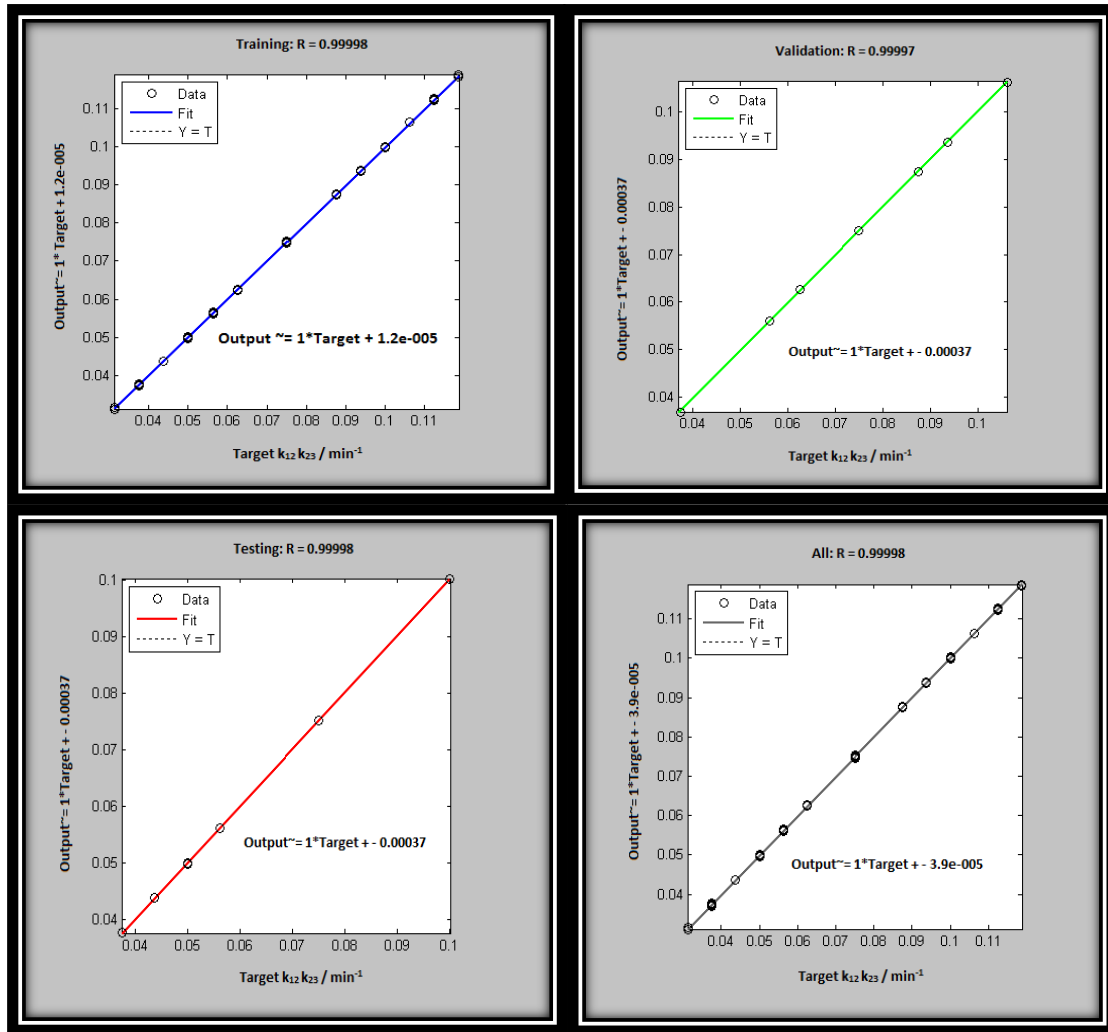 Training: R = 0.99998
Data
Fit
Y = T
0.11
0.1
0.09
0.08
0.07
0.06
0.05
0.04
Output~= 1* Target + 1.2e-005
Output ~= 1*Target + 1.2e-005
0.04 0.05 0.06 0.07 0.08 0.09 0.1 0.11
Target k₁₂ k₂₃ / min⁻¹
Validation: R = 0.99997
Data
Fit
Y = T
0.1
0.09
0.08
0.07
0.06
0.05
0.04
Output~= 1*Target + - 0.00037
Output~= 1*Target + - 0.00037
0.04 0.05 0.06 0.07 0.08 0.09 0.1
Target k₁₂ k₂₃ / min⁻¹
Testing: R = 0.99998
Data
Fit
Y = T
0.1
0.09
0.08
0.07
0.06
0.05
0.04
Output~= 1*Target + - 0.00037
Output~= 1*Target + - 0.00037
0.04 0.05 0.06 0.07 0.08 0.09 0.1
Target k₁₂ k₂₃ / min⁻¹
All: R = 0.99998
Data
Fit
Y = T
0.11
0.1
0.09
0.08
0.07
0.06
0.05
0.04
Output~= 1*Target + - 3.9e-005
Output~= 1*Target + - 3.9e-005
0.04 0.05 0.06 0.07 0.08 0.09 0.1 0.11
Target k₁₂ k₂₃ / min⁻¹